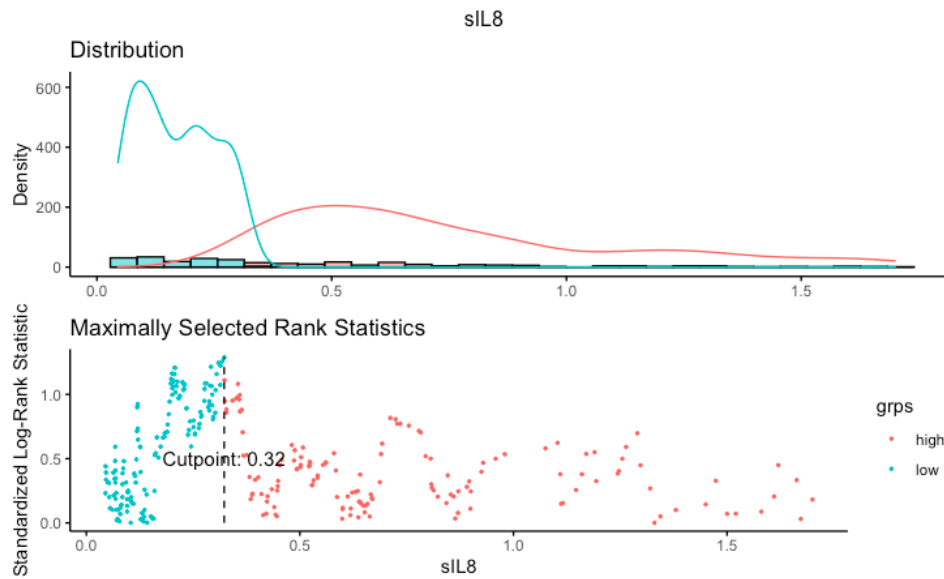 sIL8
Distribution
Density
600
400
200
0
0.0 0.5 1.0 1.5
Maximally Selected Rank Statistics
Standardized Log-Rank Statistic
1.0
0.5
0.0
Cutpoint: 0.32
0.0 0.5 1.0 1.5
sIL8
grps
high
low